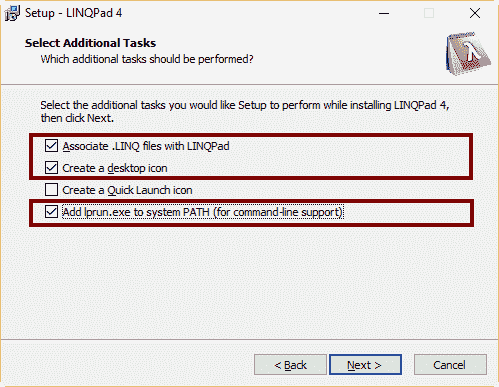 Setup - LINQPad 4
Select Additional Tasks
Which additional tasks should be performed?
λ
Select the additional tasks you would like Setup to perform while installing LINQPad 4,
then click Next.
Associate .LINQ files with LINQPad
Create a desktop icon
Create a Quick Launch icon
Add lprun.exe to system PATH (for command-line support)
< Back
Next >
Cancel